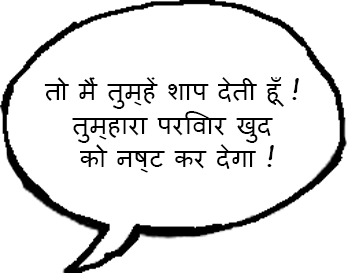 तो मैं तुम्हें शाप देती हूँ !
तुम्हारा परिवार खुद
को नष्ट कर देगा !